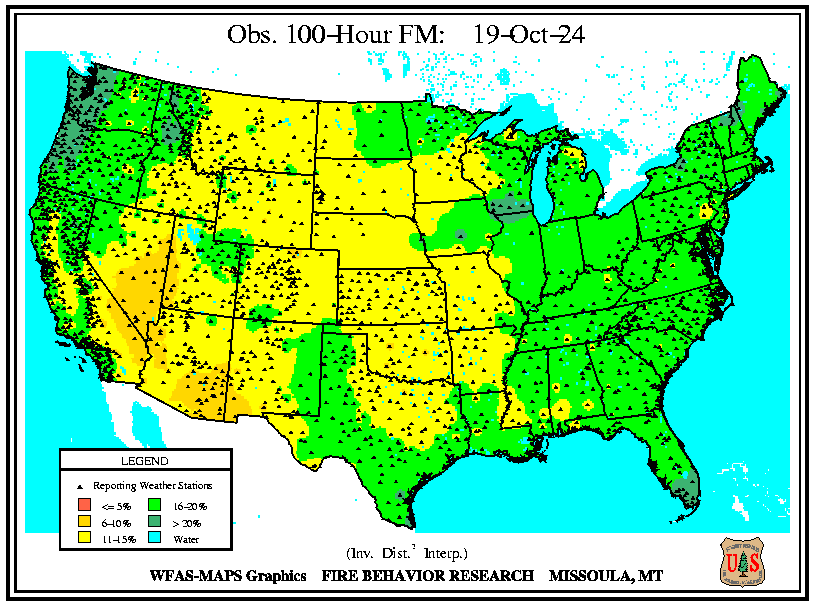 Obs. 100-Hour FM: 19-Oct-24
LEGEND
Reporting Weather Stations
<= 5% 16-20%
6-10% > 20%
11-15% Water
(Inv. Dist.² Interp.)
WFAS-MAPS Graphics FIRE BEHAVIOR RESEARCH MISSOULA, MT
U S